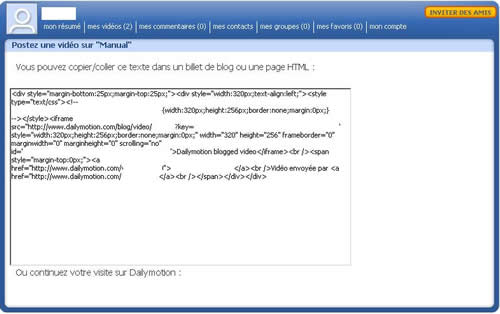 INVITER DES AMIS
mon résumé | mes vidéos (2) | mes commentaires (0) | mes contacts | mes groupes (0) | mes favoris (0) | mon compte
Postez une vidéo sur "Manual"
Vous pouvez copier/coller ce texte dans un billet de blog ou une page HTML :
<div style="margin-bottom:25px;margin-top:25px;"><div style="width:320px;text-align:left;"><style
type="text/css"><!--
{width:320px;height:256px;border:none;margin:0px;}
--></style><iframe
src="http://www.dailymotion.com/blog/video/ ?key= "
style="width:320px;height:256px;border:none;margin:0px;" width="320" height="256" frameborder="0"
marginwidth="0" marginheight="0" scrolling="no"
id=' ">Dailymotion blogged video</iframe><br /><span
style="margin-top:0px;"><a
href="http://www.dailymotion.com/ )"> </a><br />Vidéo envoyée par <a
href="http://www.dailymotion.com/ </a><br /></span></div></div>
Ou continuez votre visite sur Dailymotion :